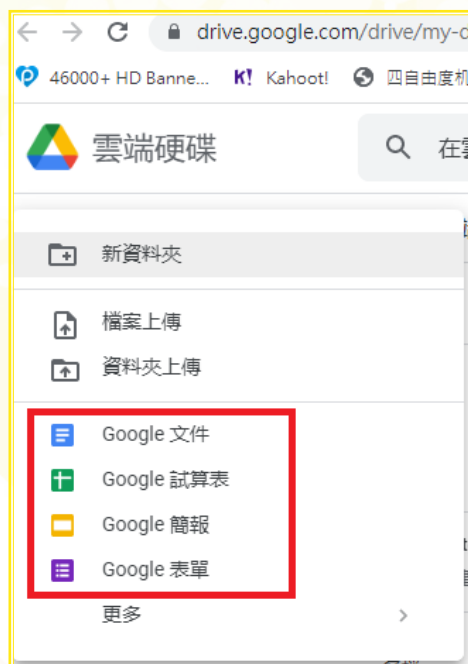 drive.google.com/drive/my-d
46000+ HD Banne... K! Kahoot! 四自由度机
雲端硬碟 在
新資料夾
檔案上傳
資料夾上傳
Google 文件
Google 試算表
Google 簡報
Google 表單
更多